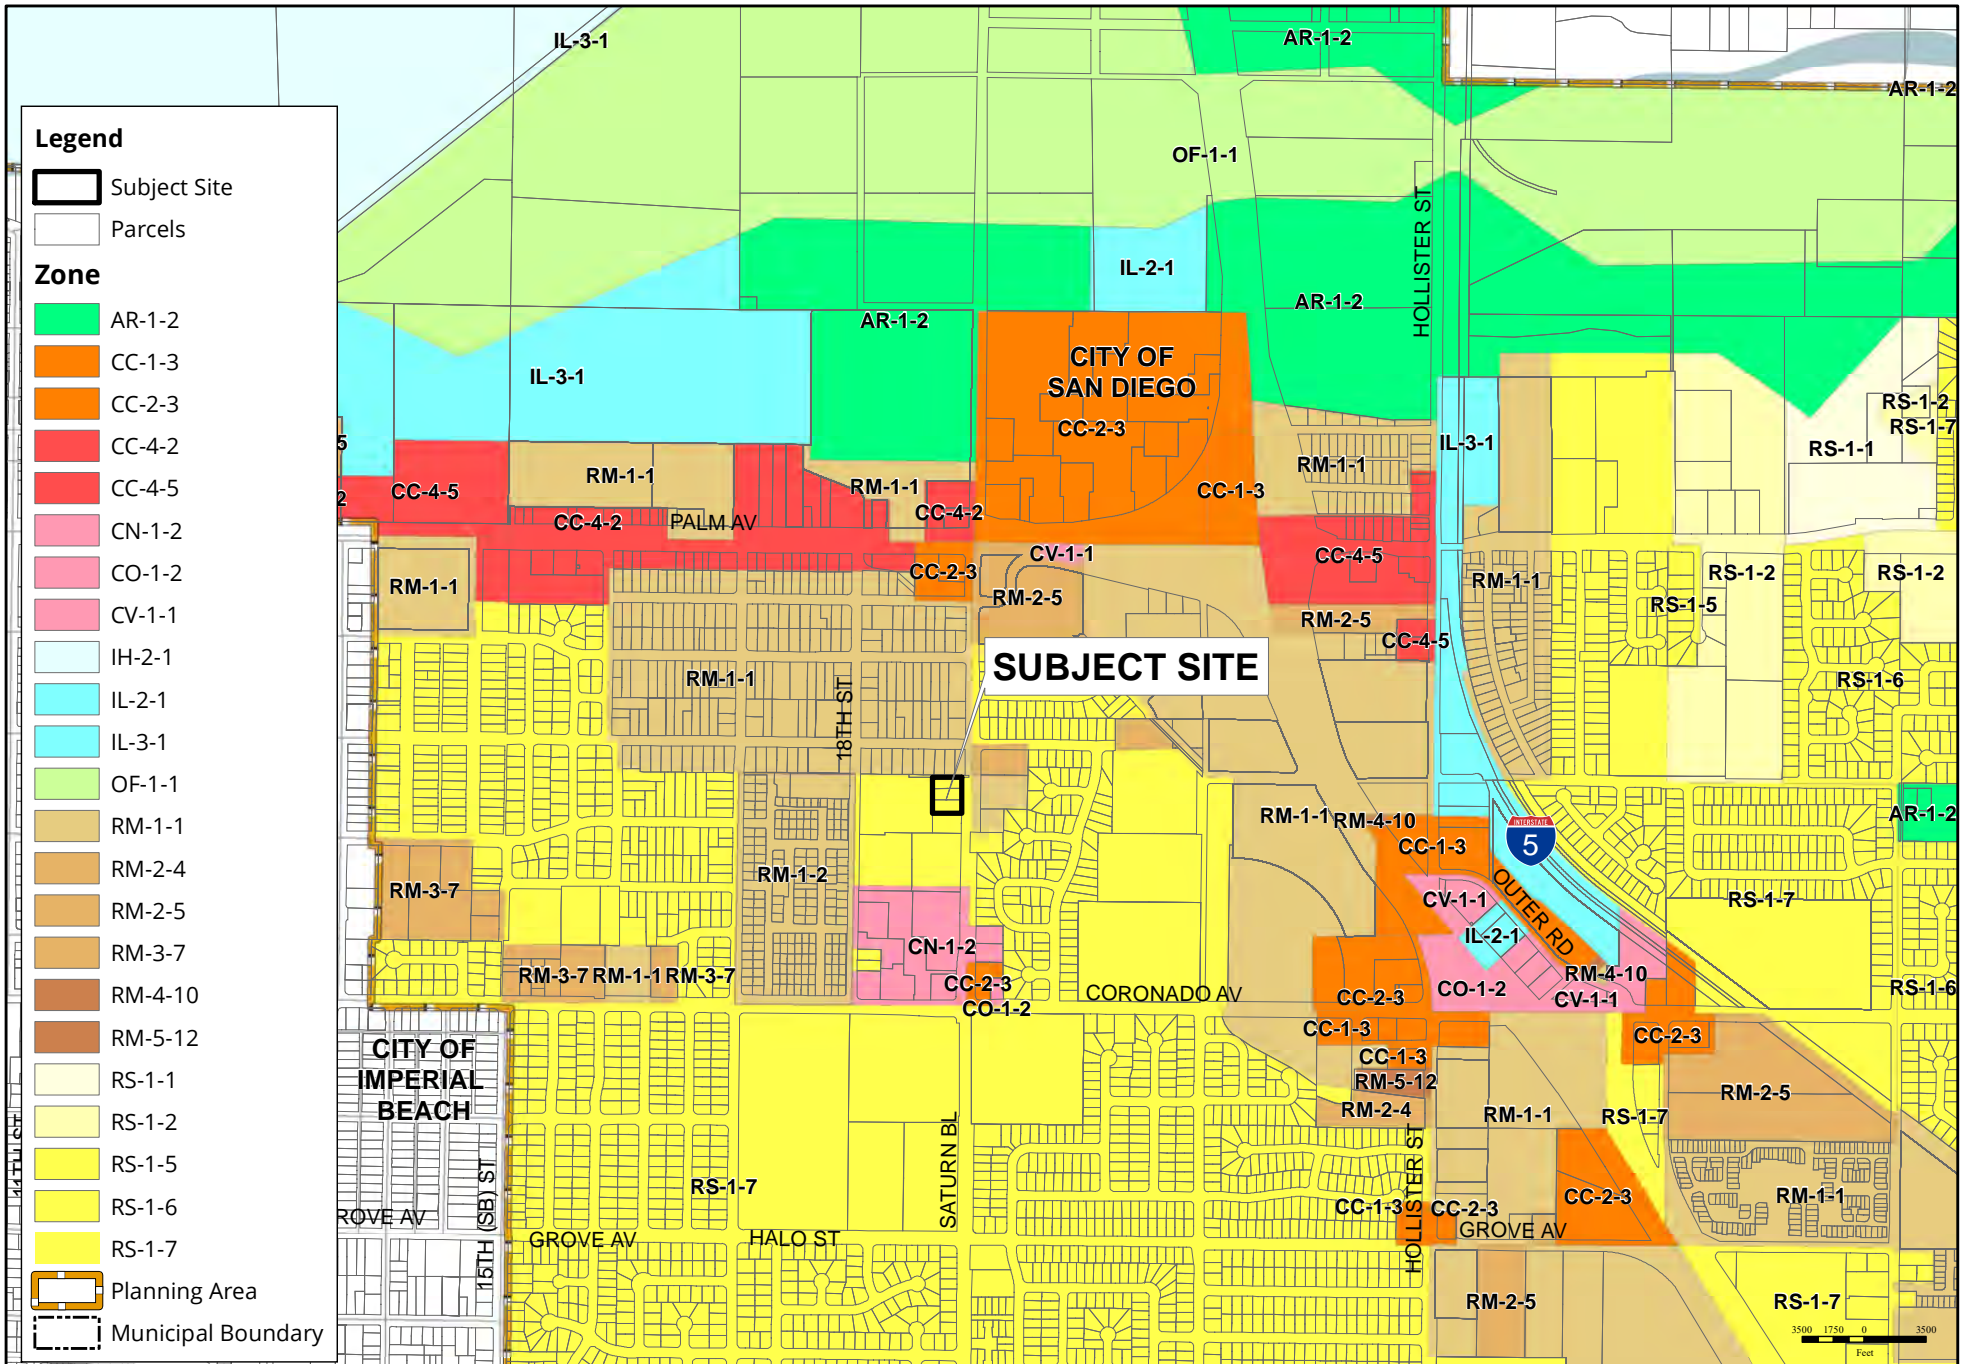 Legend
Subject Site
Parcels
Zone
AR-1-2
CC-1-3
CC-2-3
CC-4-2
CC-4-5
CN-1-2
CO-1-2
CV-1-1
IH-2-1
IL-2-1
IL-3-1
OF-1-1
RM-1-1
RM-2-4
RM-2-5
RM-3-7
RM-4-10
RM-5-12
RS-1-1
RS-1-2
RS-1-5
RS-1-6
RS-1-7
Planning Area
Municipal Boundary
IL-3-1
AR-1-2
AR-1-2
OF-1-1
HOLLISTER ST
IL-2-1
AR-1-2
AR-1-2
CITY OF
SAN DIEGO
CC-2-3
IL-3-1
RS-1-2
RS-1-7
RS-1-1
5
IL-3-1
RM-1-1
RM-1-1
RM-1-1
CC-4-5
CC-1-3
2
CC-4-2
CC-4-2
PALM AV
CV-1-1
CC-4-5
CC-2-3
RM-1-1
RM-1-1
RS-1-2
RS-1-2
RM-2-5
RS-1-5
RM-2-5
CC-4-5
SUBJECT SITE
RM-1-1
RS-1-6
18TH ST
RM-1-1
RM-4-10
AR-1-2
CC-1-3
INTERSTATE
5
RM-1-2
RM-3-7
OUTER RD
CV-1-1
RS-1-7
IL-2-1
CN-1-2
RM-3-7
RM-1-1
RM-3-7
RM-4-10
CC-2-3
CO-1-2
CORONADO AV
CC-2-3
CO-1-2
CV-1-1
RS-1-6
CC-1-3
CC-2-3
CITY OF
IMPERIAL
BEACH
CC-1-3
RM-5-12
RM-2-5
RM-2-4
RM-1-1
RS-1-7
11TH ST
15TH (SB) ST
SATURN BL
HOLLISTER ST
RS-1-7
RM-1-1
CC-2-3
CC-1-3
CC-2-3
ROVE AV
GROVE AV
HALO ST
GROVE AV
RM-2-5
RS-1-7
3500 1750 0 3500
Feet